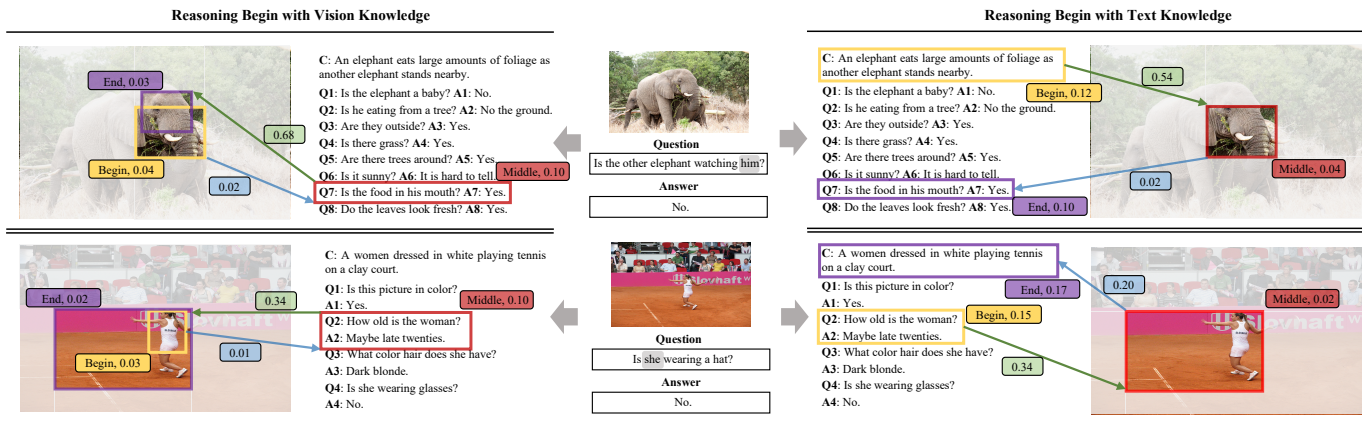 Reasoning Begin with Vision Knowledge
Reasoning Begin with Text Knowledge
End, 0.03
Begin, 0.04
0.68
0.02
C: An elephant eats large amounts of foliage as
another elephant stands nearby.
Q1: Is the elephant a baby? A1: No.
Q2: Is he eating from a tree? A2: No the ground.
Q3: Are they outside? A3: Yes.
Q4: Is there grass? A4: Yes.
Q5: Are there trees around? A5: Yes.
Q6: Is it sunny? A6: It is hard to tell.
Middle, 0.10
Q7: Is the food in his mouth? A7: Yes.
Q8: Do the leaves look fresh? A8: Yes.
Question
Is the other elephant watching him?
Answer
No.
C: An elephant eats large amounts of foliage as
another elephant stands nearby.
Q1: Is the elephant a baby? A1: No.
Begin, 0.12
Q2: Is he eating from a tree? A2: No the ground.
Q3: Are they outside? A3: Yes.
Q4: Is there grass? A4: Yes.
Q5: Are there trees around? A5: Yes.
Q6: Is it sunny? A6: It is hard to tell.
Q7: Is the food in his mouth? A7: Yes.
Q8: Do the leaves look fresh? A8: Yes.
End, 0.10
0.54
0.02
Middle, 0.04
End, 0.02
Begin, 0.03
0.34
0.01
C: A women dressed in white playing tennis
on a clay court.
Q1: Is this picture in color?
A1: Yes.
Middle, 0.10
Q2: How old is the woman?
A2: Maybe late twenties.
Q3: What color hair does she have?
A3: Dark blonde.
Q4: Is she wearing glasses?
A4: No.
Question
Is she wearing a hat?
Answer
No.
C: A women dressed in white playing tennis
on a clay court.
Q1: Is this picture in color?
End, 0.17
A1: Yes.
Q2: How old is the woman?
Begin, 0.15
A2: Maybe late twenties.
Q3: What color hair does she have?
A3: Dark blonde.
Q4: Is she wearing glasses?
A4: No.
0.20
0.34
Middle, 0.02